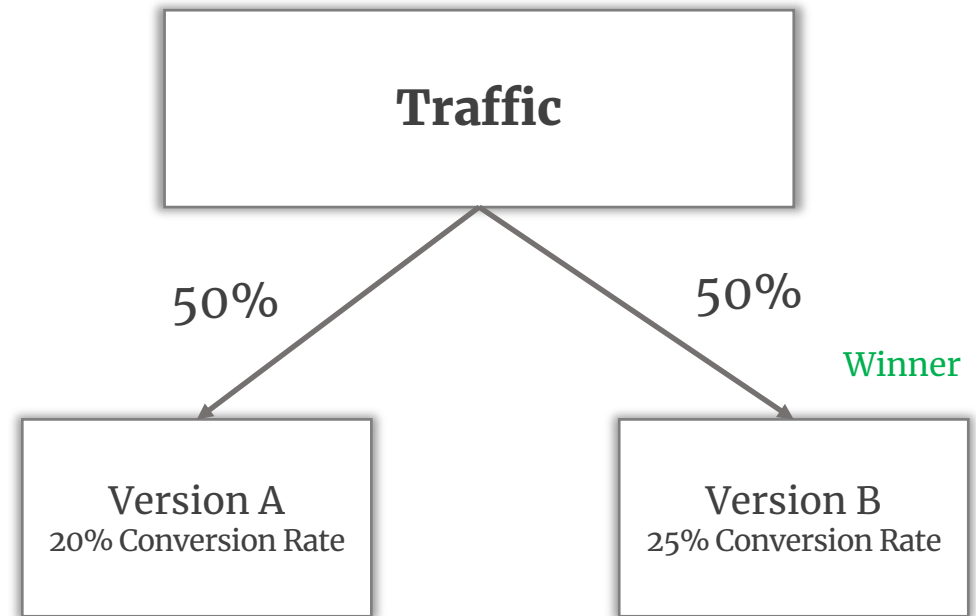 Traffic
50%
50%
Winner
Version A
20% Conversion Rate
Version B
25% Conversion Rate